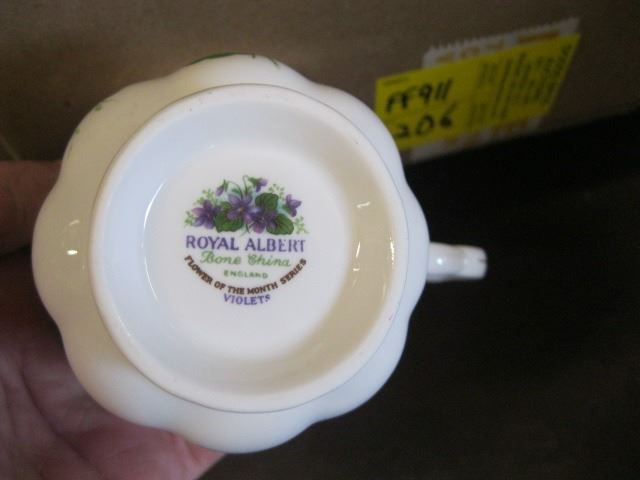 ROYAL ALBERT
Bone China
ENGLAND
FLOWER OF THE MONTH SERIES
VIOLETS
FF911
206